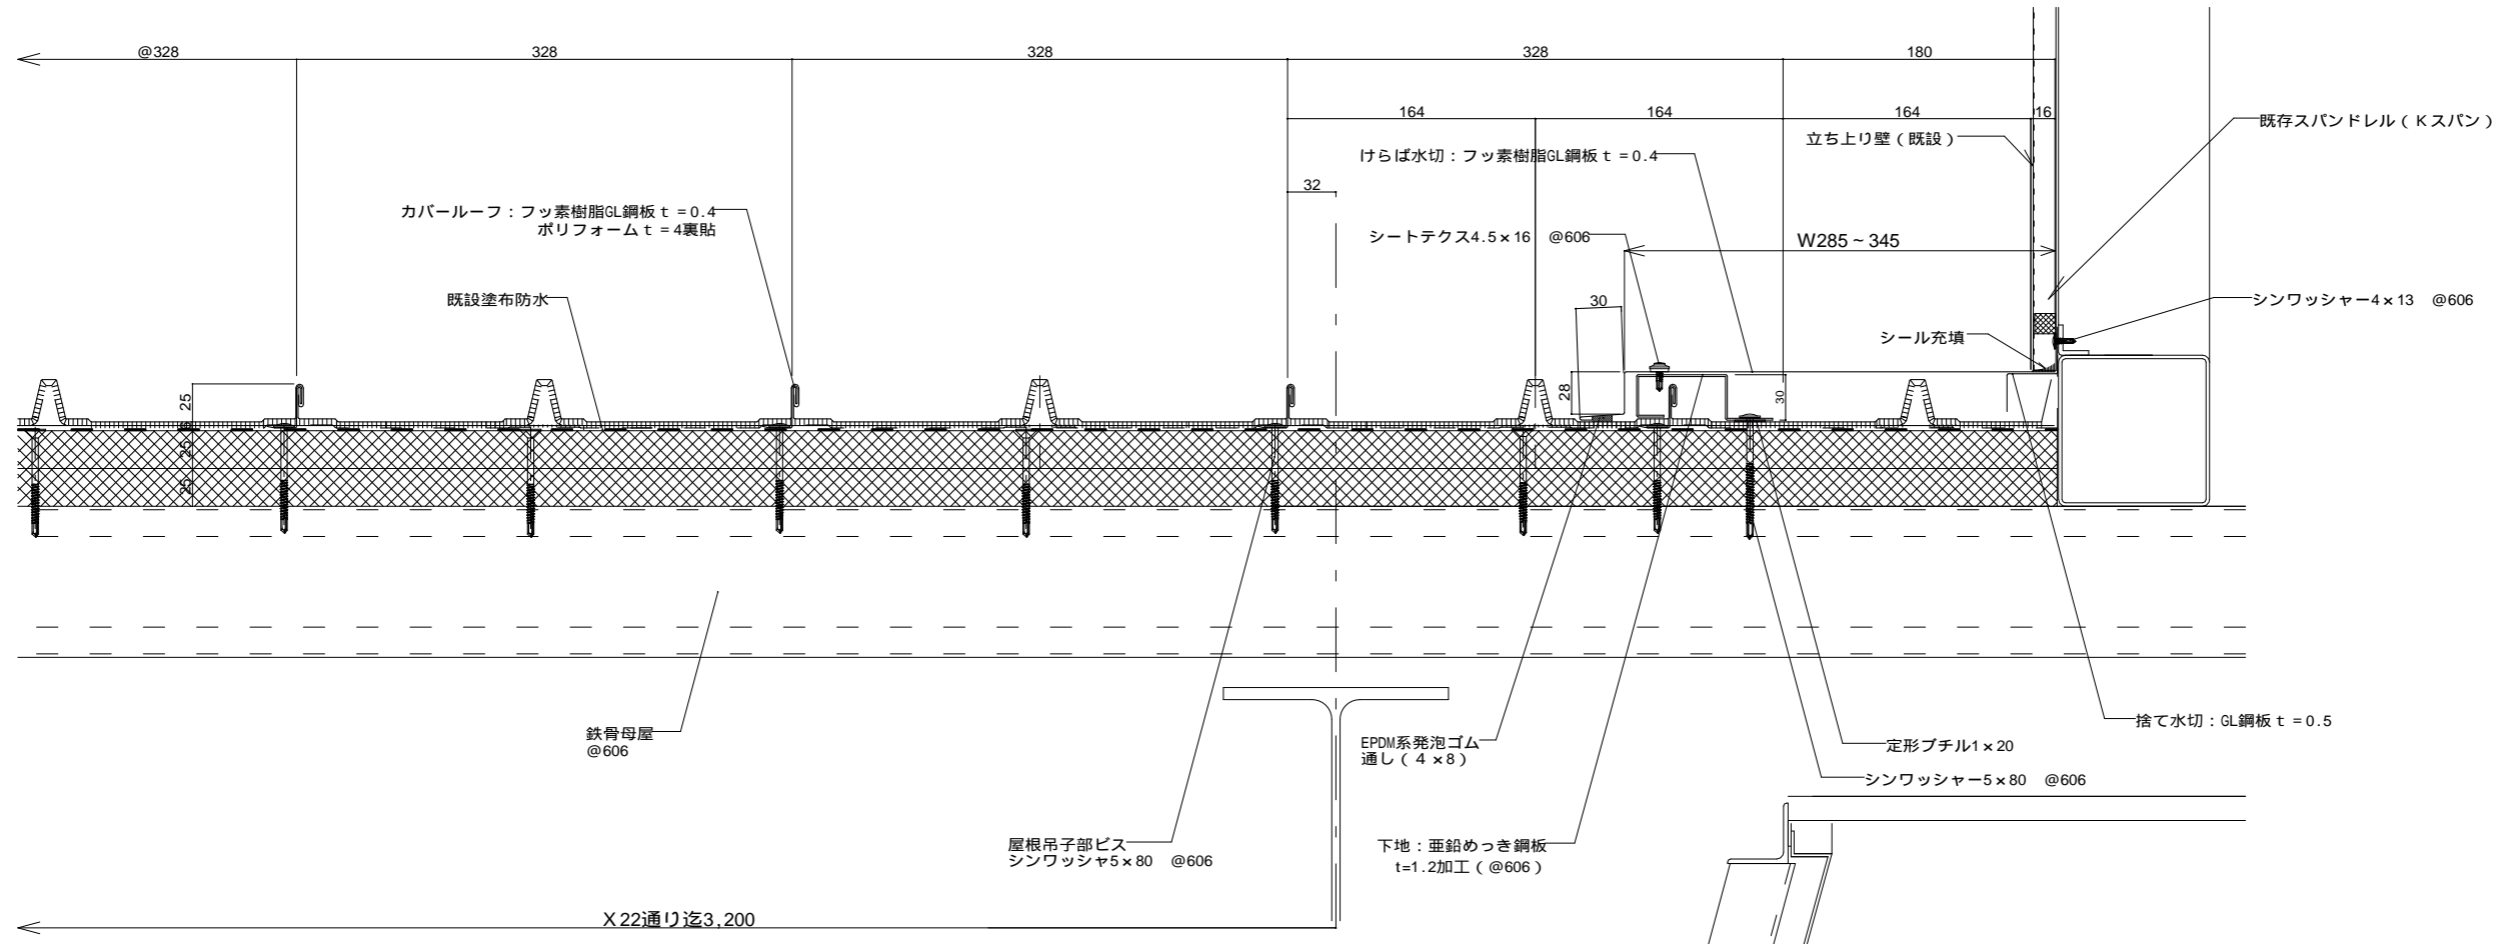 @328
328
328
328
180
164
164
164
16
既存スパンドレル（Ｋスパン）
立ち上り壁（既設）
けらば水切：フッ素樹脂GL鋼板ｔ=0.4
32
カバールーフ：フッ素樹脂GL鋼板ｔ=0.4
ポリフォームｔ=4裏貼
シートテクス4.5×16　@606
W285~345
既設塗布防水
30
シンワッシャー4×13　@606
シール充填
28
30
25
6
25
25
鉄骨母屋
@606
EPDM系発泡ゴム
通し（４×8）
捨て水切：GL鋼板ｔ=0.5
定形ブチル1×20
シンワッシャー5×80　@606
屋根吊子部ビス
シンワッシャ5×80　@606
下地：亜鉛めっき鋼板
t=1.2加工（@606）
Ｘ22通り迄3,200